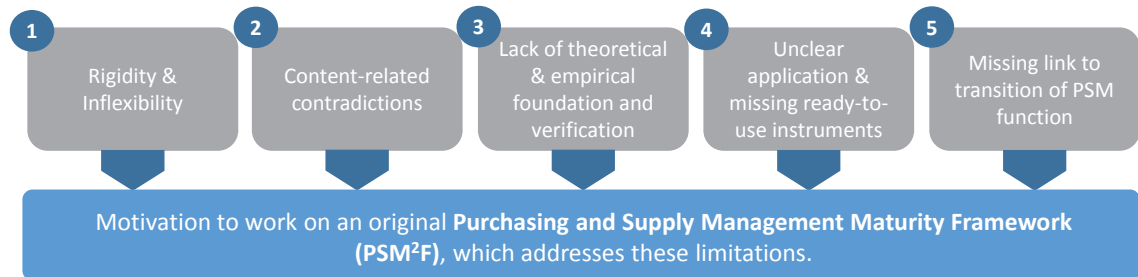 1
Rigidity &
Inflexibility
2
Content-related
contradictions
3
Lack of theoretical
& empirical
foundation and
verification
4
Unclear
application &
missing ready-to-
use instruments
5
Missing link to
transition of PSM
function
Motivation to work on an original Purchasing and Supply Management Maturity Framework
(PSM²F), which addresses these limitations.